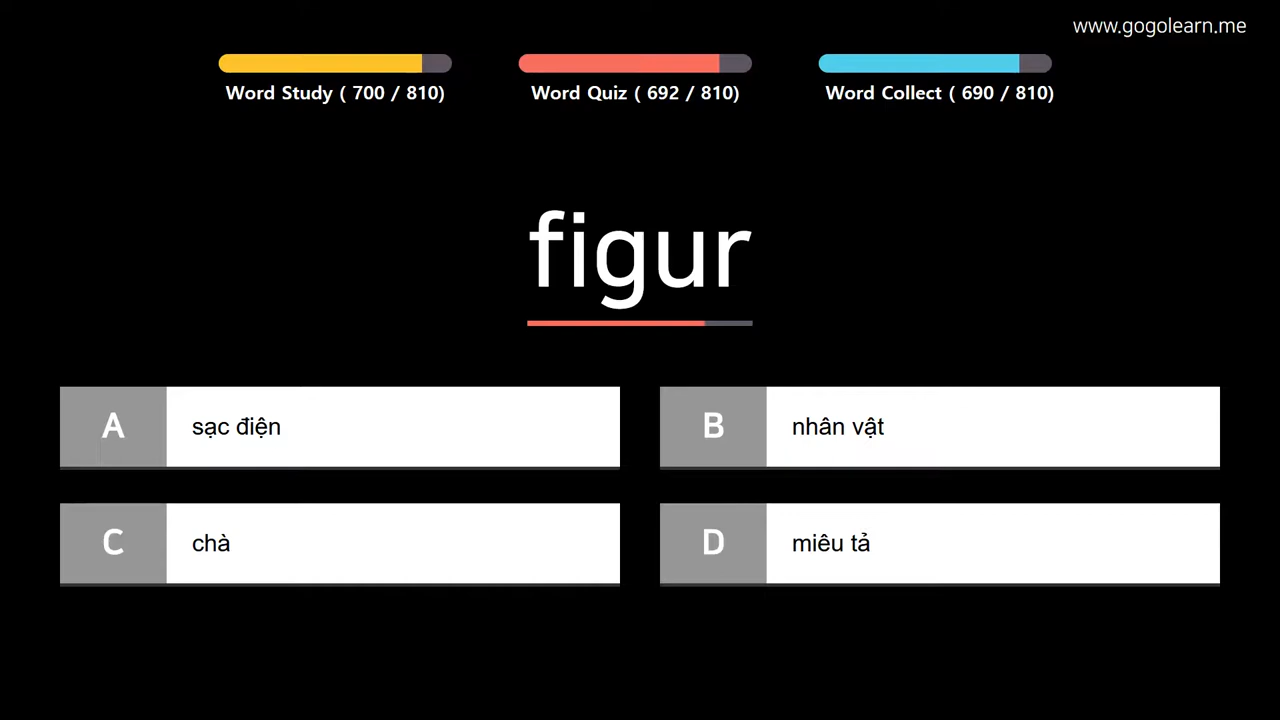 www.gogolearn.me
Word Study ( 700 / 810)
Word Quiz ( 692 / 810)
Word Collect ( 690 / 810)
figur
A sạc điện
B nhân vật
C chà
D miêu tả